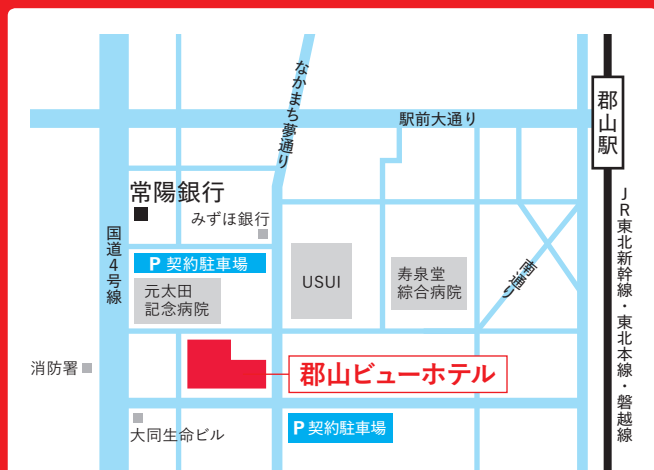 なかまち夢通り
駅前大通り
郡山駅
常陽銀行
みずほ銀行
国道4号線
P 契約駐車場
元太田
記念病院
USUI
寿泉堂
綜合病院
南通り
JR東北新幹線・東北本線・磐越線
消防署
郡山ビューホテル
大同生命ビル
P 契約駐車場